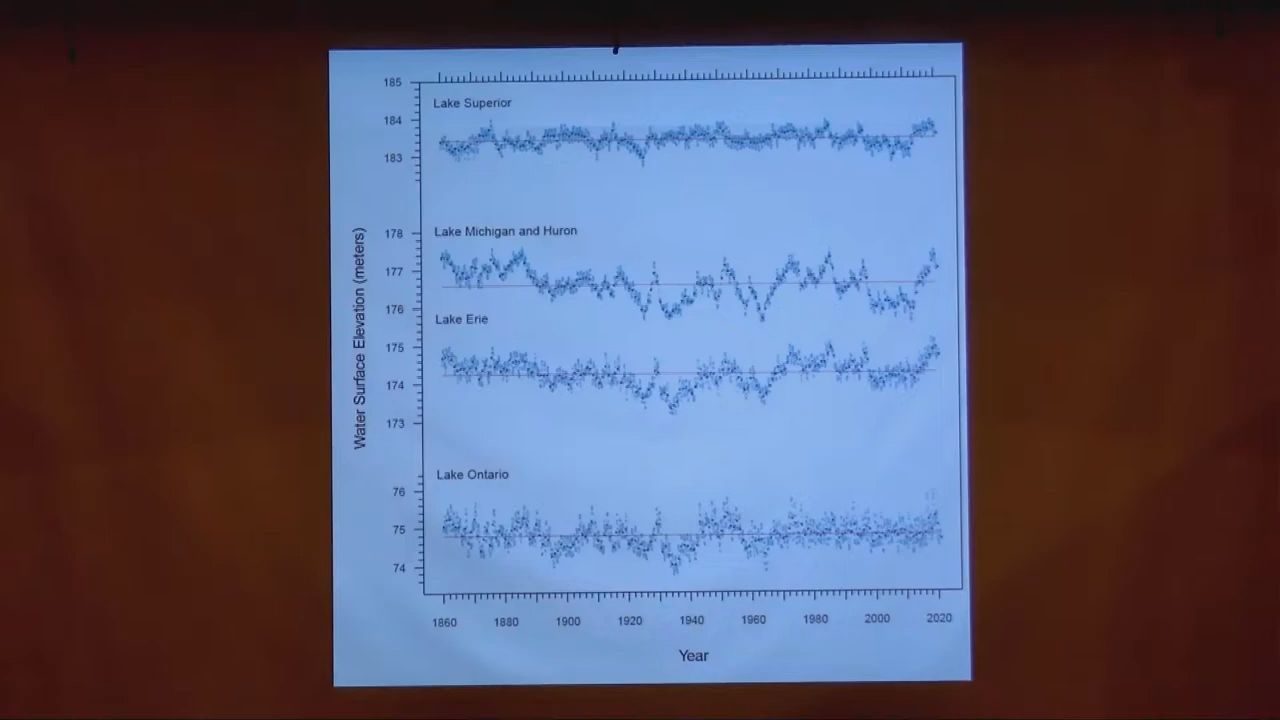 185
Lake Superior
184
183
178
Lake Michigan and Huron
177
176
Lake Erie
175
174
173
Lake Ontario
76
75
74
Water Surface Elevation (meters)
1860 1880 1900 1920 1940 1960 1980 2000 2020
Year